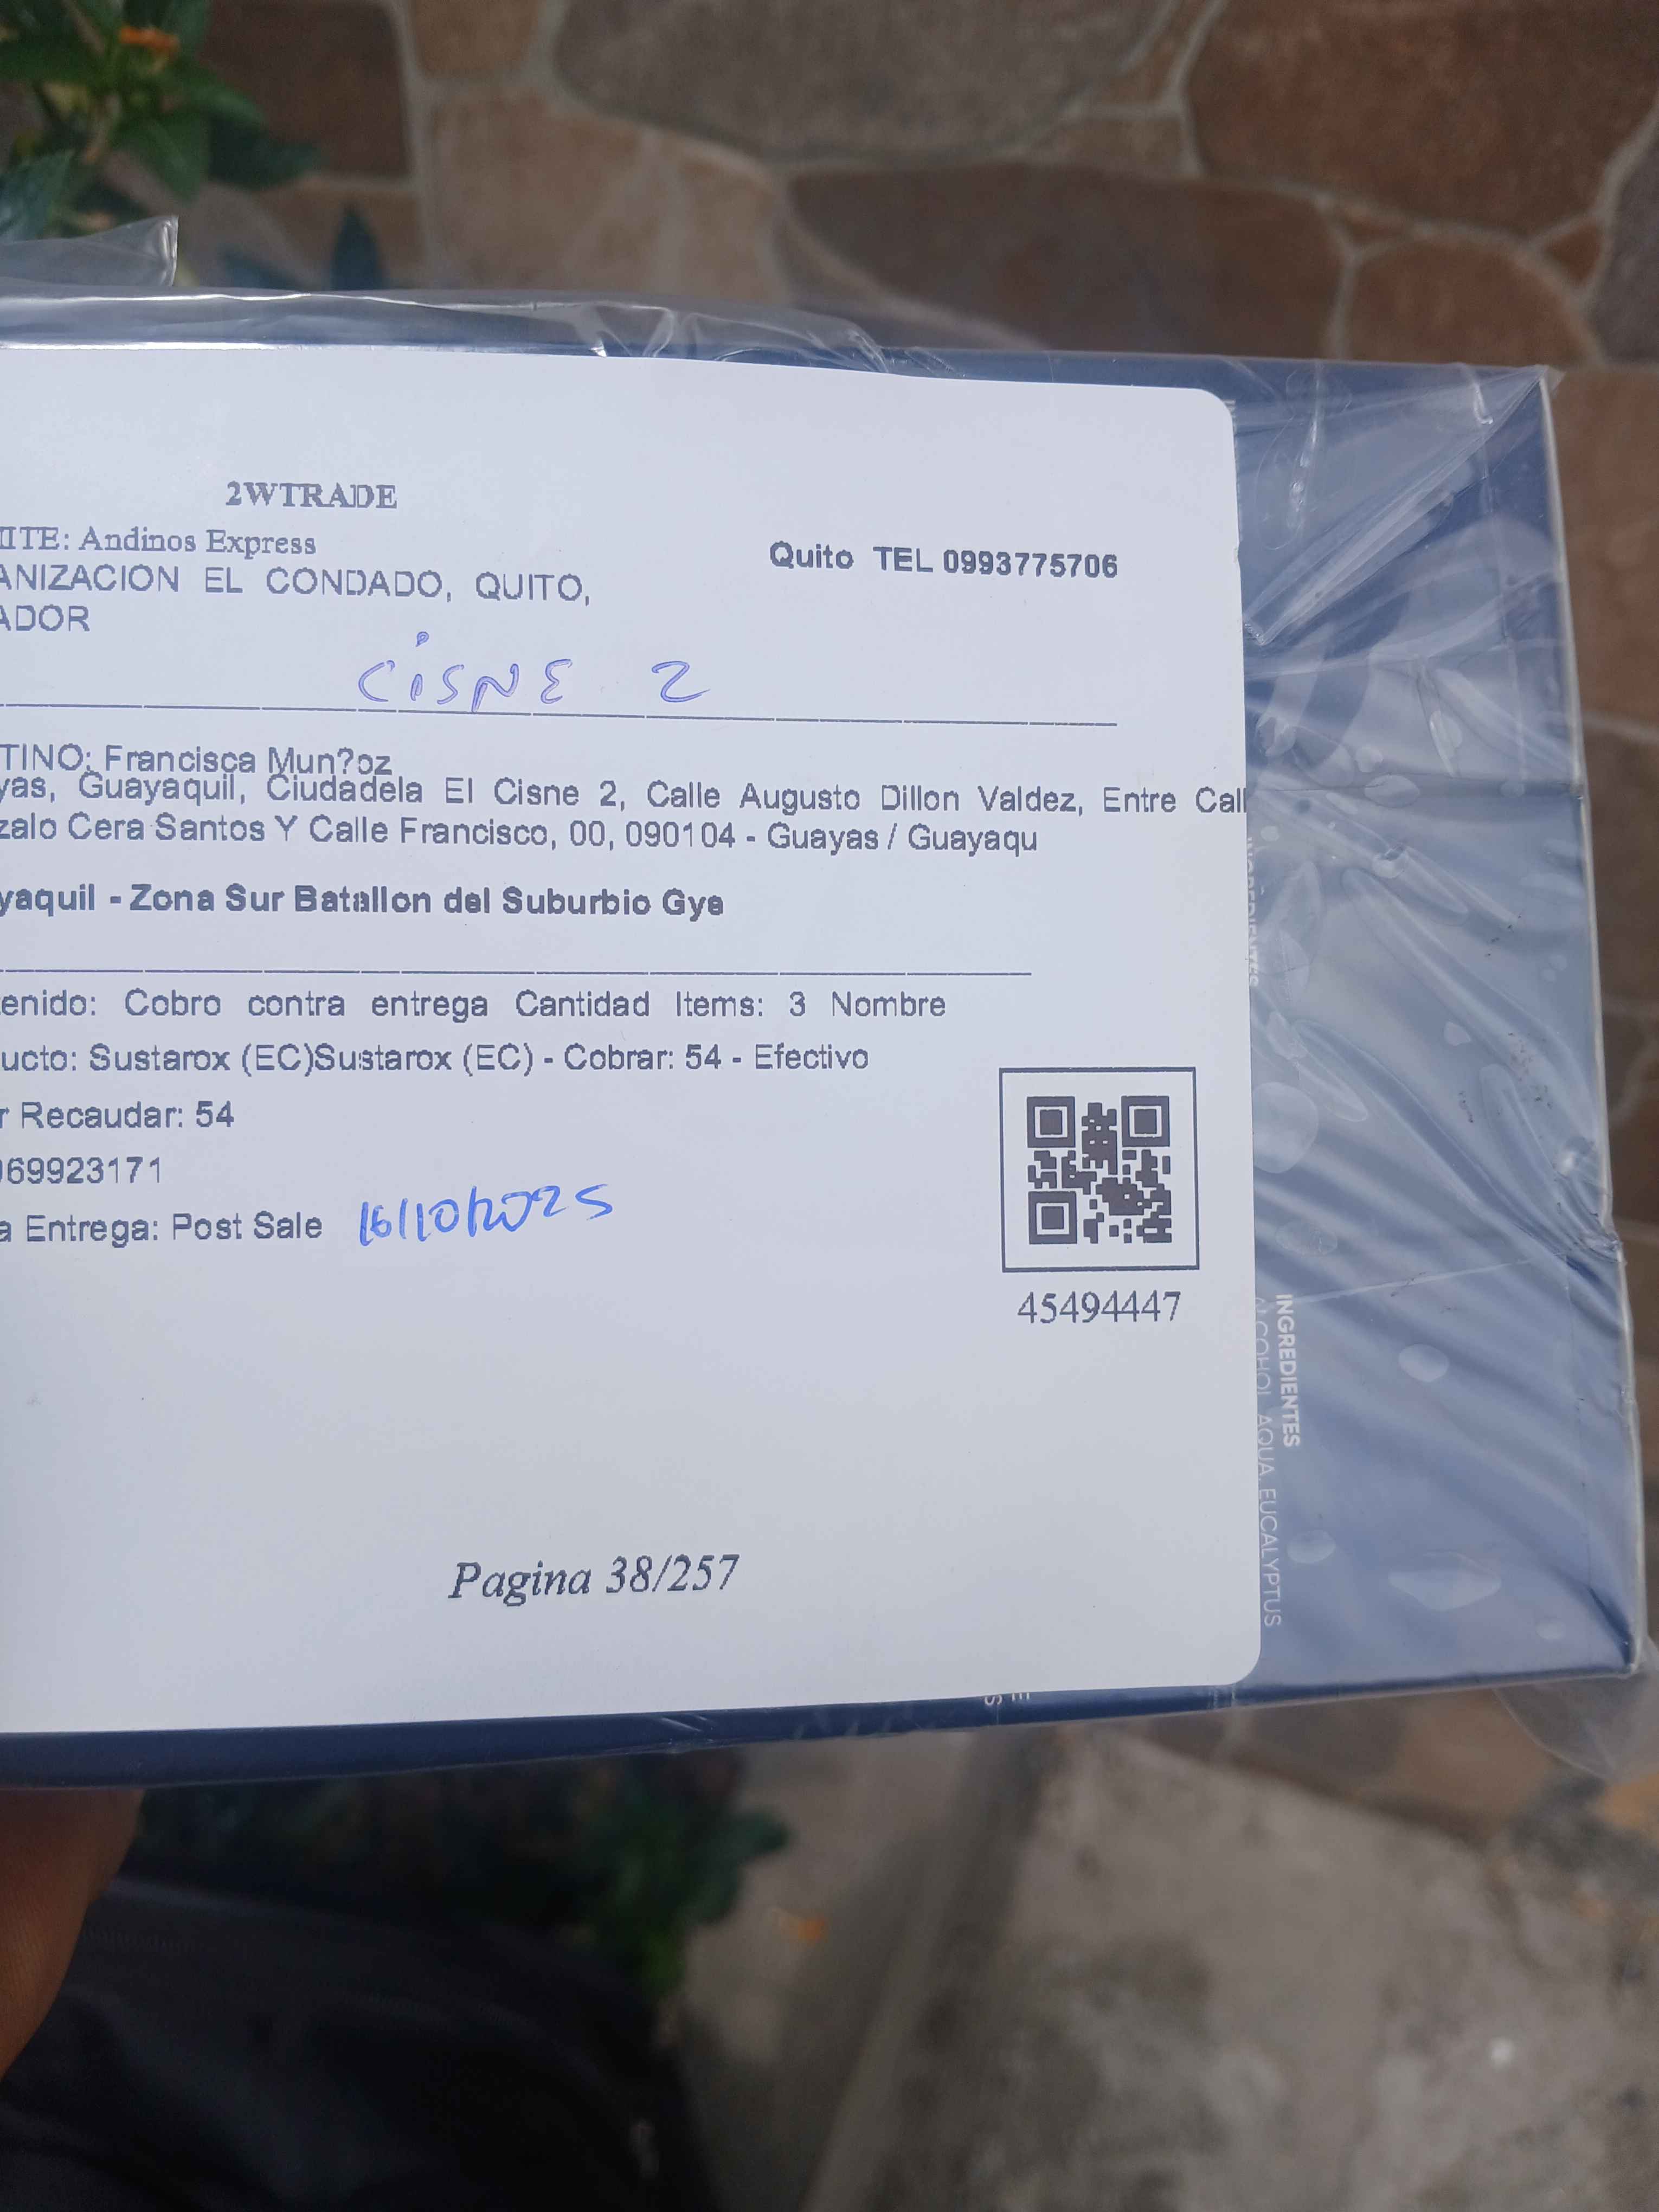 2WTRADE
MITE: Andinos Express
Quito TEL 0993775706
ANIZACION EL CONDADO, QUITO,
ADOR
CISNE 2
TINO: Francisca Mun?oz
yas, Guayaquil, Ciudadela El Cisne 2, Calle Augusto Dillon Valdez, Entre Call
zalo Cera Santos Y Calle Francisco, 00, 090104 - Guayas / Guayaqu
yaquil - Zona Sur Batallon del Suburbio Gye
enido: Cobro contra entrega Cantidad Items: 3 Nombre
ucto: Sustarox (EC)Sustarox (EC) - Cobrar: 54 - Efectivo
r Recaudar: 54
969923171
a Entrega: Post Sale 16/10/2025
45494447
Pagina 38/257
INGREDIENTES
INGREDIENTES
ALCOHOL, AQUA, EUCALYPTUS